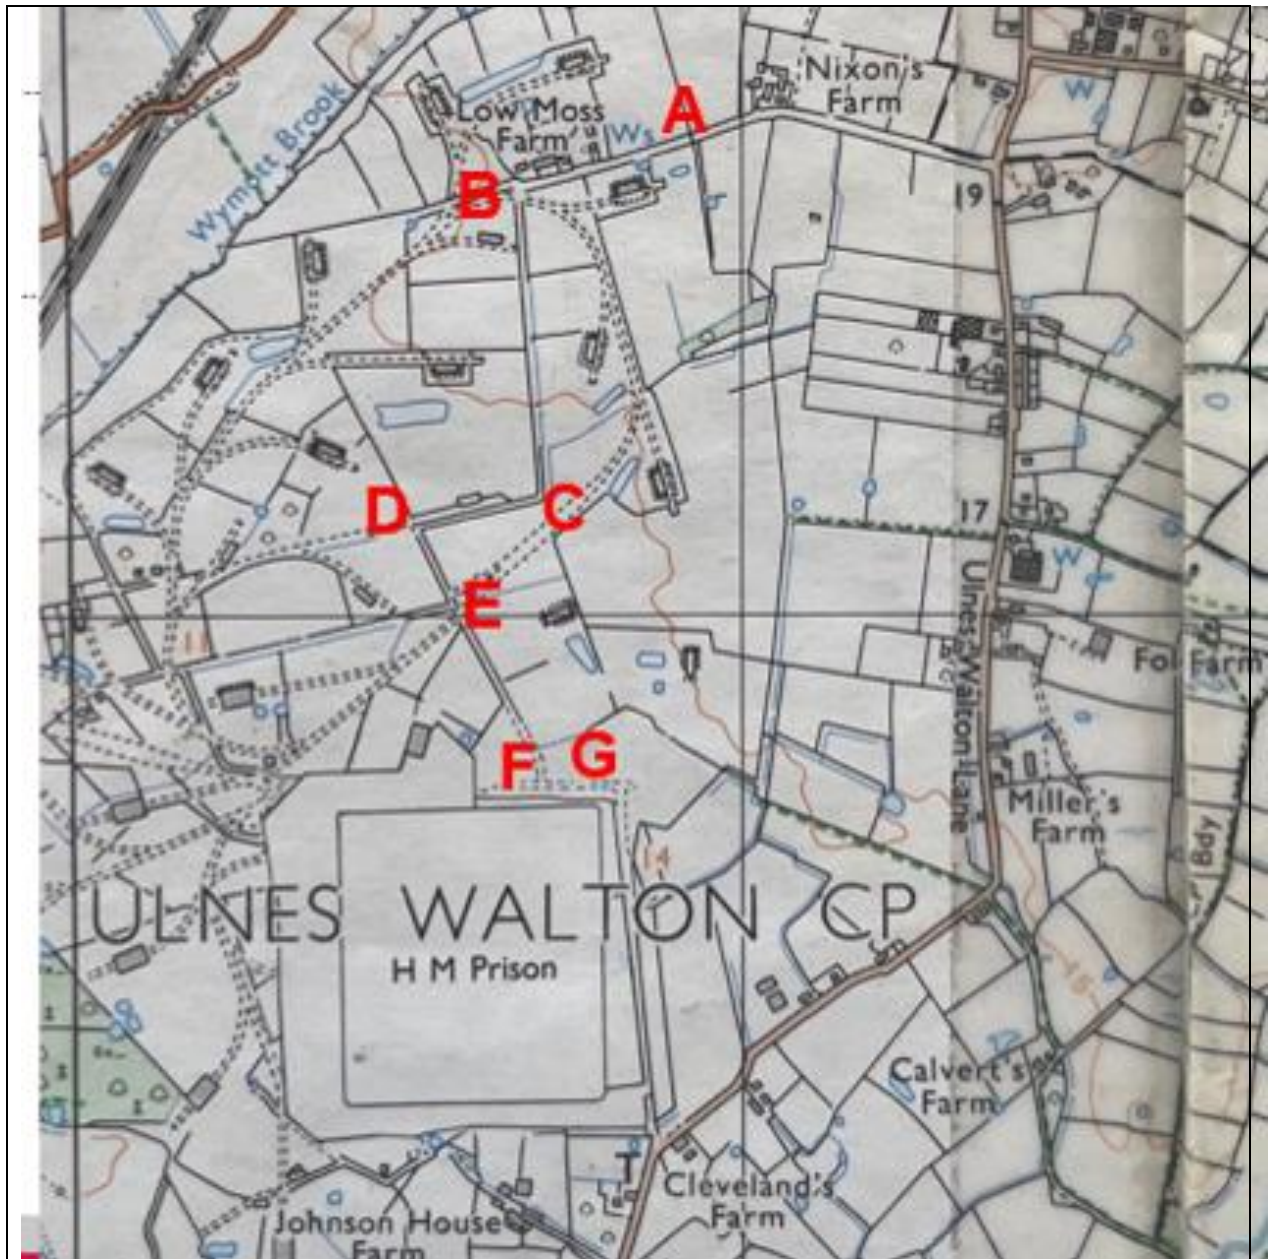 Nixon's
Farm
A
W
Low Moss
Farm
Ws
Wymott Brook
B
19
D
C
17
Ulnes Walton Lane
W
E
11
Farm
F
G
Miller's
Farm
14
Bdy
ULNES WALTON CP
H M Prison
Calvert's
Farm
T
Cleveland's
Farm
Johnson House
Farm